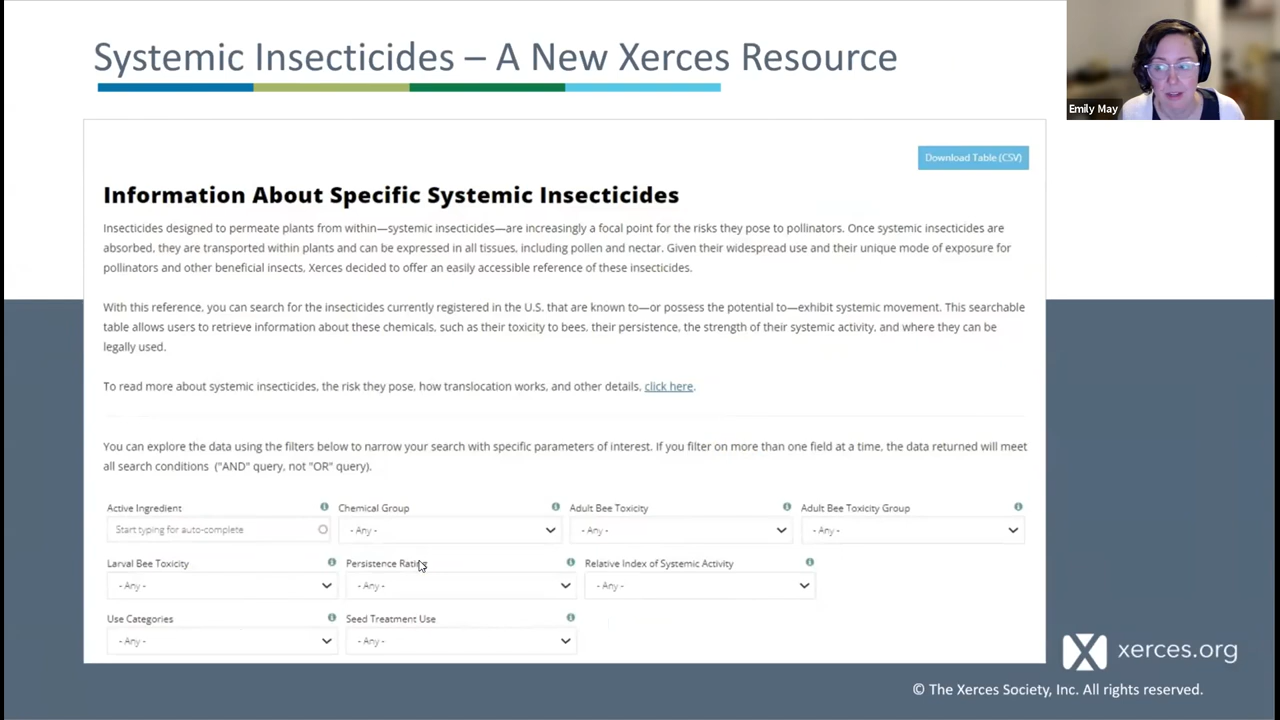 Systemic Insecticides – A New Xerces Resource
Emily May
Download Table (CSV)
Information About Specific Systemic Insecticides
Insecticides designed to permeate plants from within—systemic insecticides—are increasingly a focal point for the risks they pose to pollinators. Once systemic insecticides are
absorbed, they are transported within plants and can be expressed in all tissues, including pollen and nectar. Given their widespread use and their unique mode of exposure for
pollinators and other beneficial insects, Xerces decided to offer an easily accessible reference of these insecticides.
With this reference, you can search for the insecticides currently registered in the U.S. that are known to—or possess the potential to—exhibit systemic movement. This searchable
table allows users to retrieve information about these chemicals, such as their toxicity to bees, their persistence, the strength of their systemic activity, and where they can be
legally used.
To read more about systemic insecticides, the risk they pose, how translocation works, and other details, click here.
You can explore the data using the filters below to narrow your search with specific parameters of interest. If you filter on more than one field at a time, the data returned will meet
all search conditions ("AND" query, not "OR" query).
Active Ingredient Chemical Group Adult Bee Toxicity Adult Bee Toxicity Group
Start typing for auto-complete - Any - - Any - - Any -
Larval Bee Toxicity Persistence Rating Relative Index of Systemic Activity
- Any - - Any - - Any -
Use Categories Seed Treatment Use
- Any - - Any -
xerces.org
© The Xerces Society, Inc. All rights reserved.